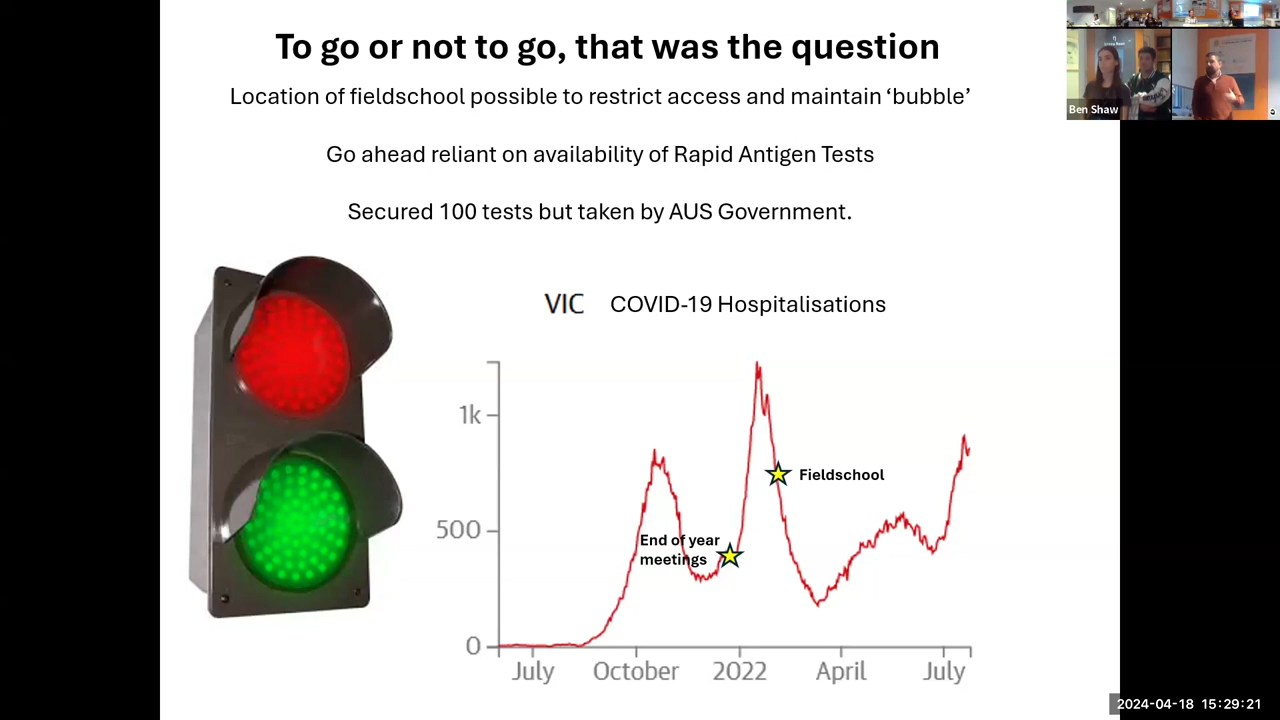 To go or not to go, that was the question
Location of fieldschool possible to restrict access and maintain ‘bubble’
Go ahead reliant on availability of Rapid Antigen Tests
Secured 100 tests but taken by AUS Government.
VIC COVID-19 Hospitalisations
1k
500
0
Fieldschool
End of year
meetings
July October 2022 April July
Ben Shaw
2024-04-18 15:29:21